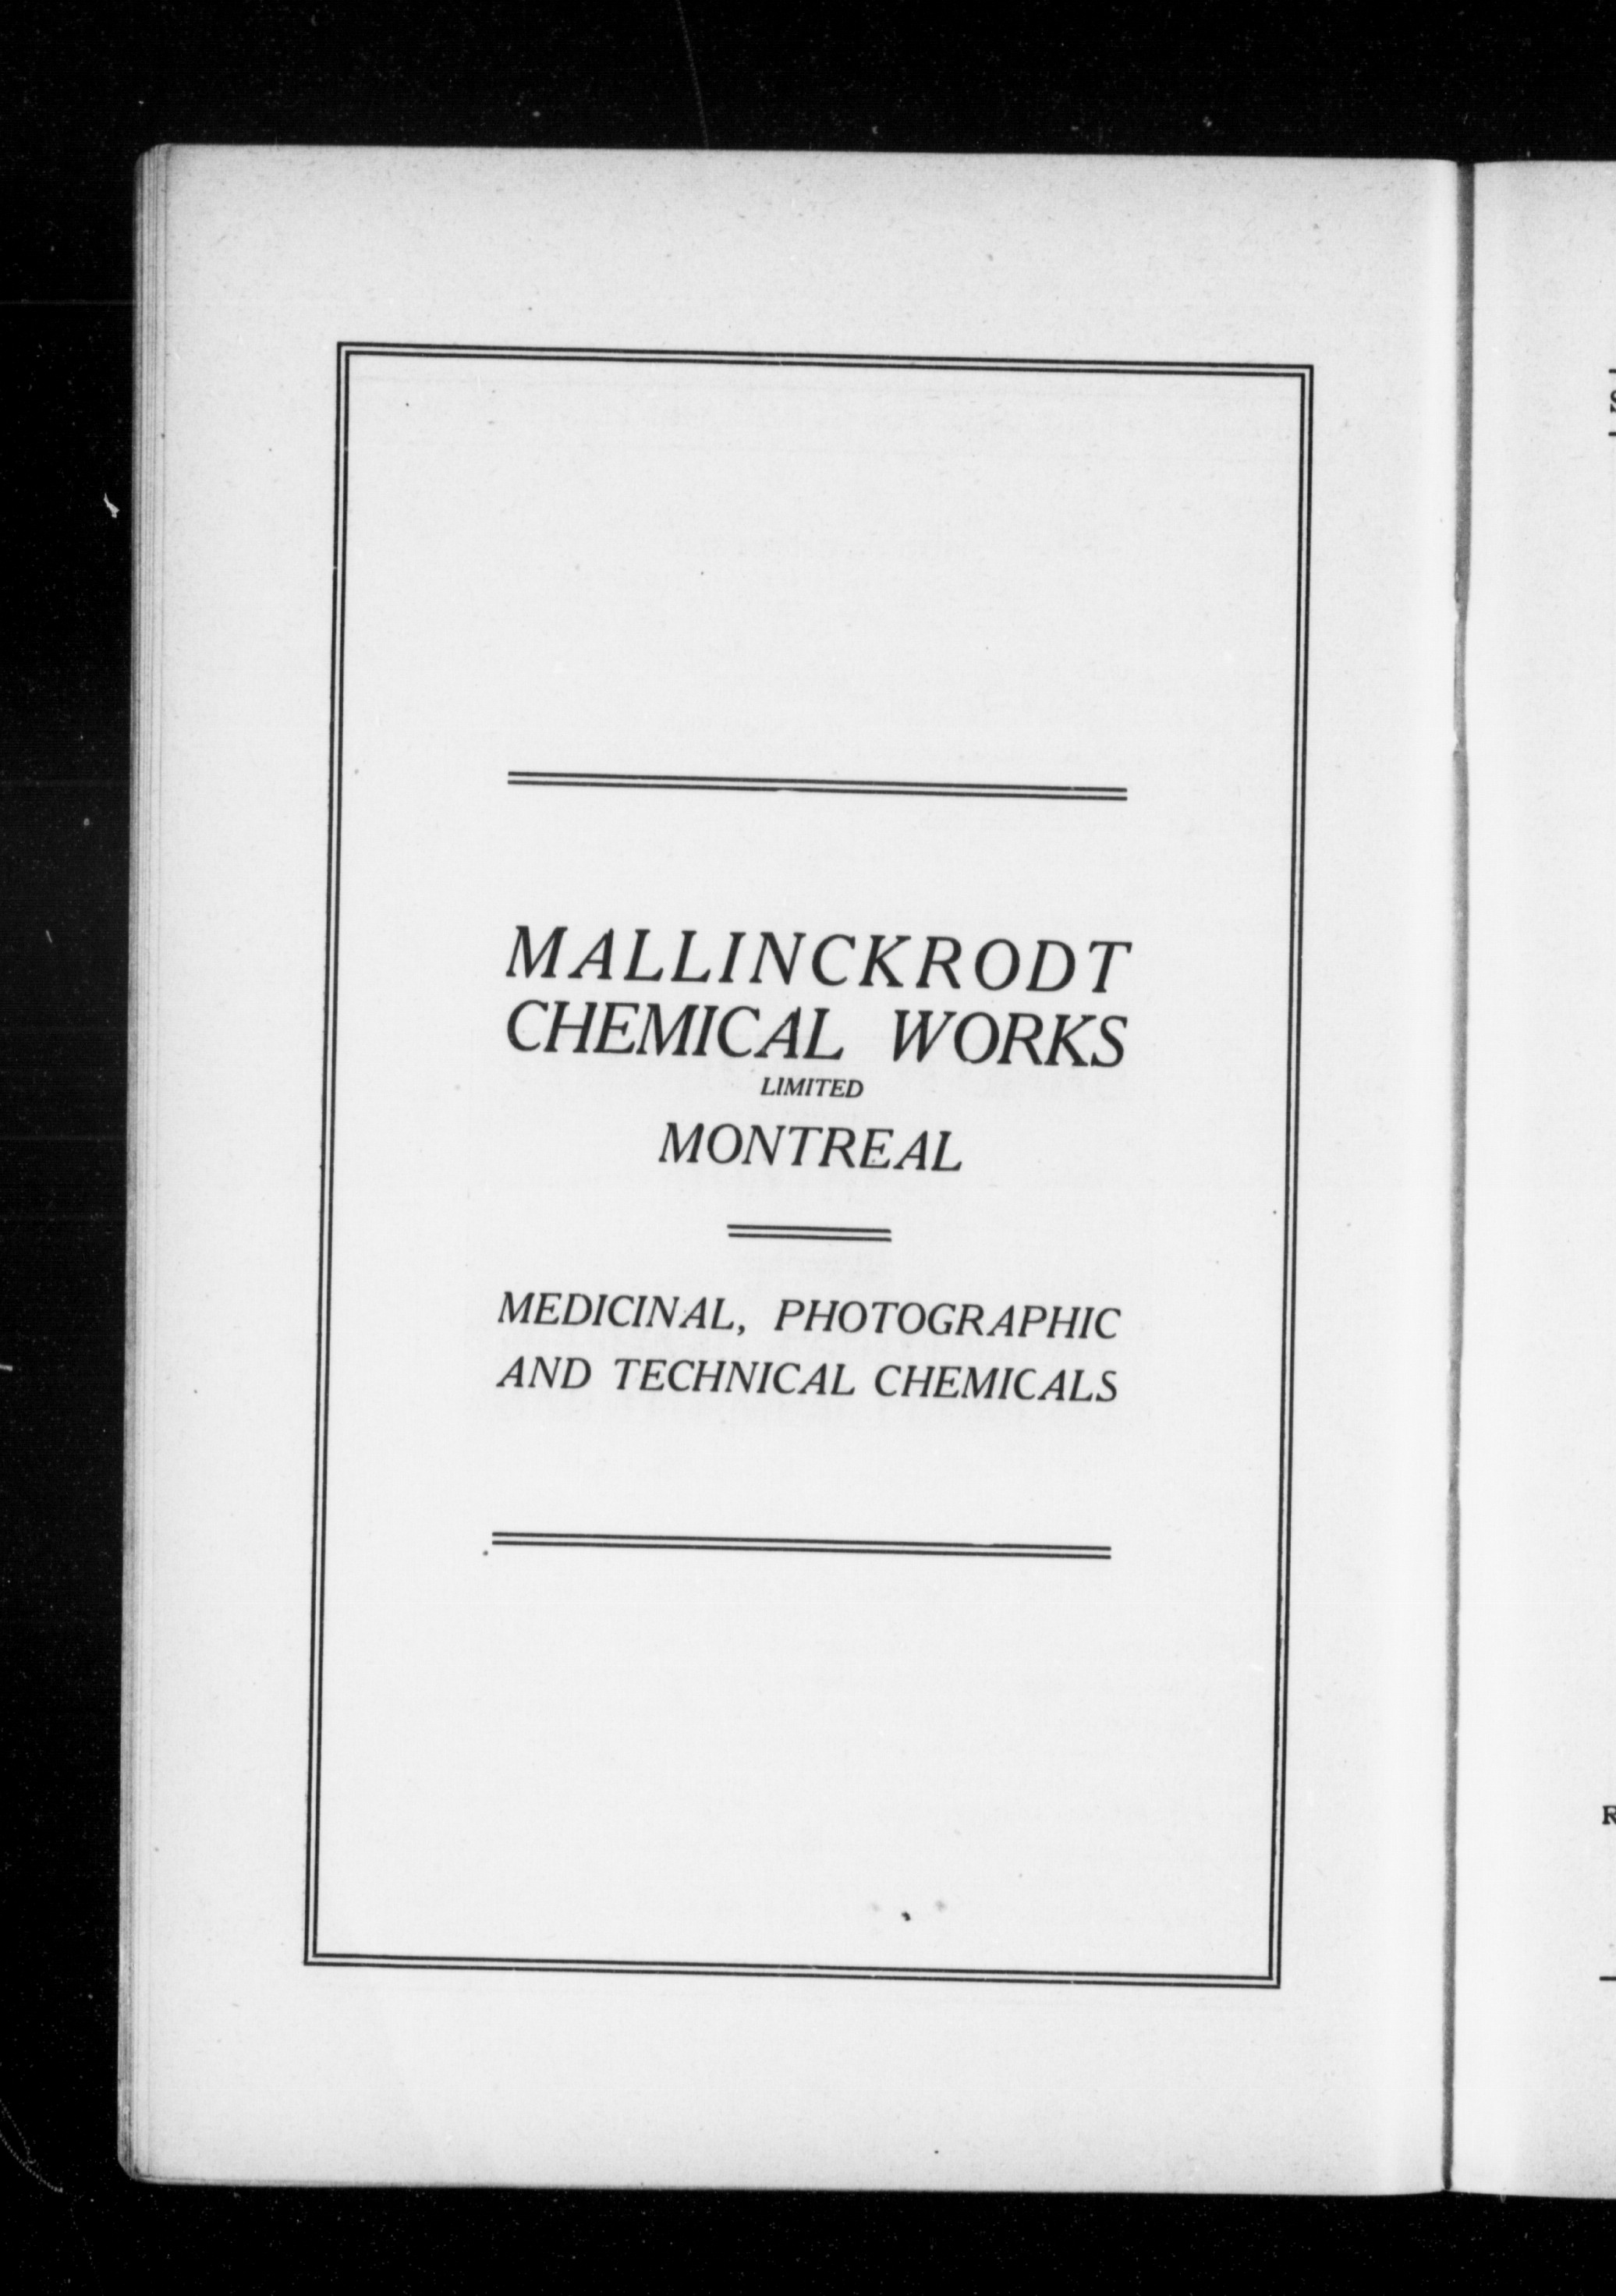 MALLINCKRODT
CHEMICAL WORKS
LIMITED
MONTREAL
MEDICINAL, PHOTOGRAPHIC
AND TECHNICAL CHEMICALS